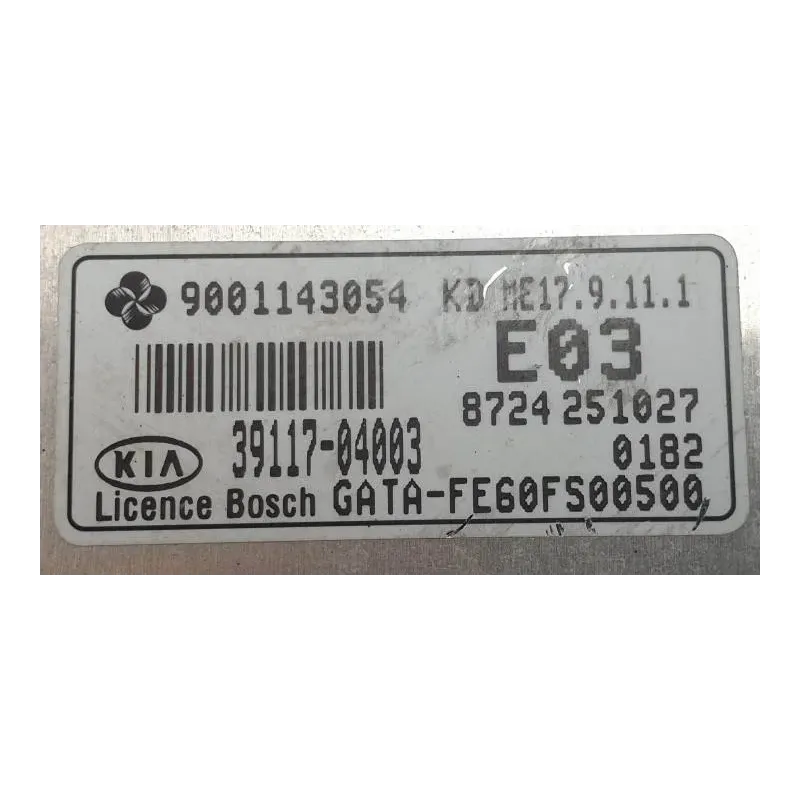 9001143054 KD ME17.9.11.1
E03
8724 251027
KIA 39117-04003 0182
Licence Bosch GATA-FE60FS00500